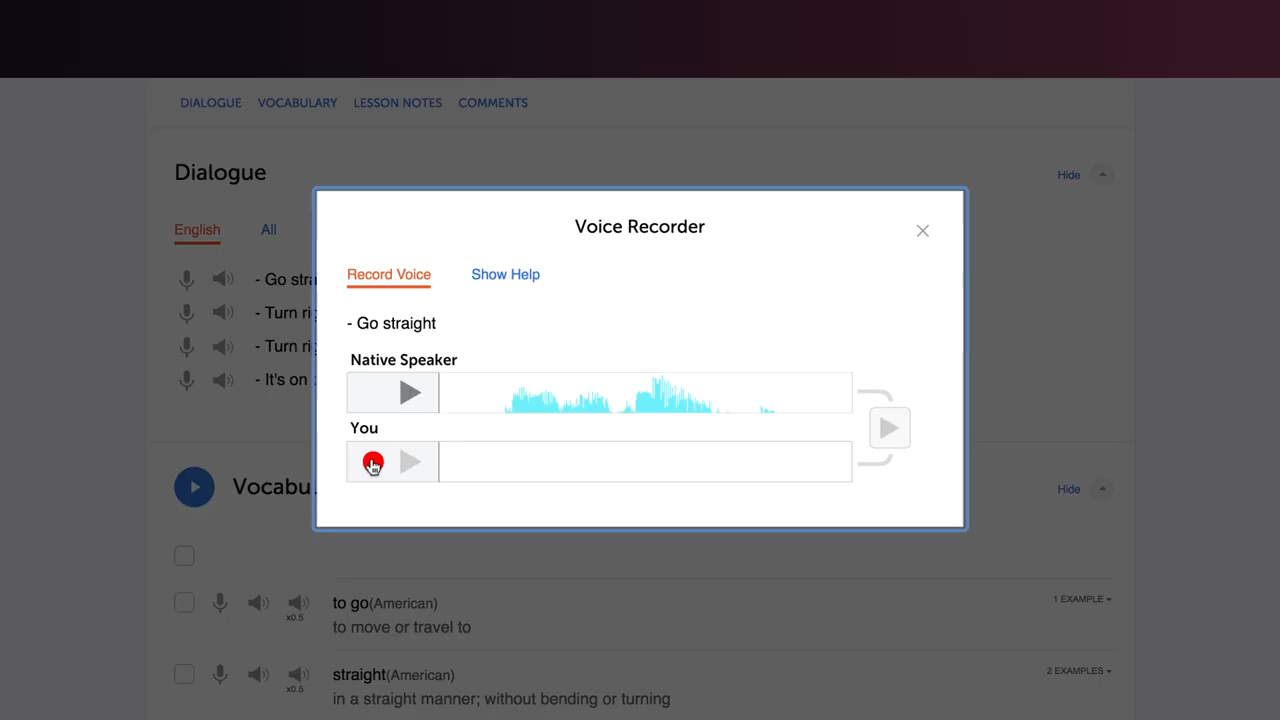 DIALOGUE VOCABULARY LESSON NOTES COMMENTS
Dialogue
Hide
English All
- Go stra
- Turn ri
- Turn ri
- It's on
Voice Recorder
Record Voice Show Help
- Go straight
Native Speaker
You
Vocabu
Hide
to go(American)
1 EXAMPLE
x0.5
to move or travel to
straight(American)
2 EXAMPLES
x0.5
in a straight manner; without bending or turning